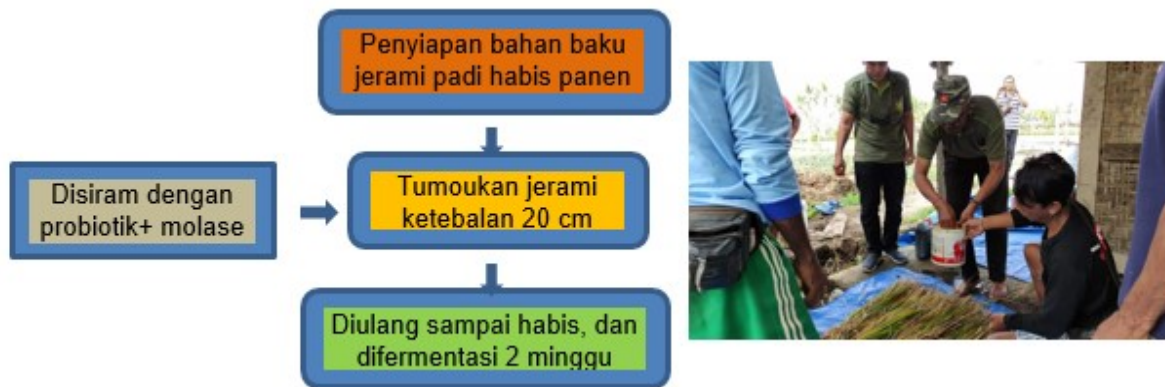 Penyiapan bahan baku
jerami padi habis panen
Disiram dengan
probiotik+ molase
Tumoukan jerami
ketebalan 20 cm
Diulang sampai habis, dan
difermentasi 2 minggu